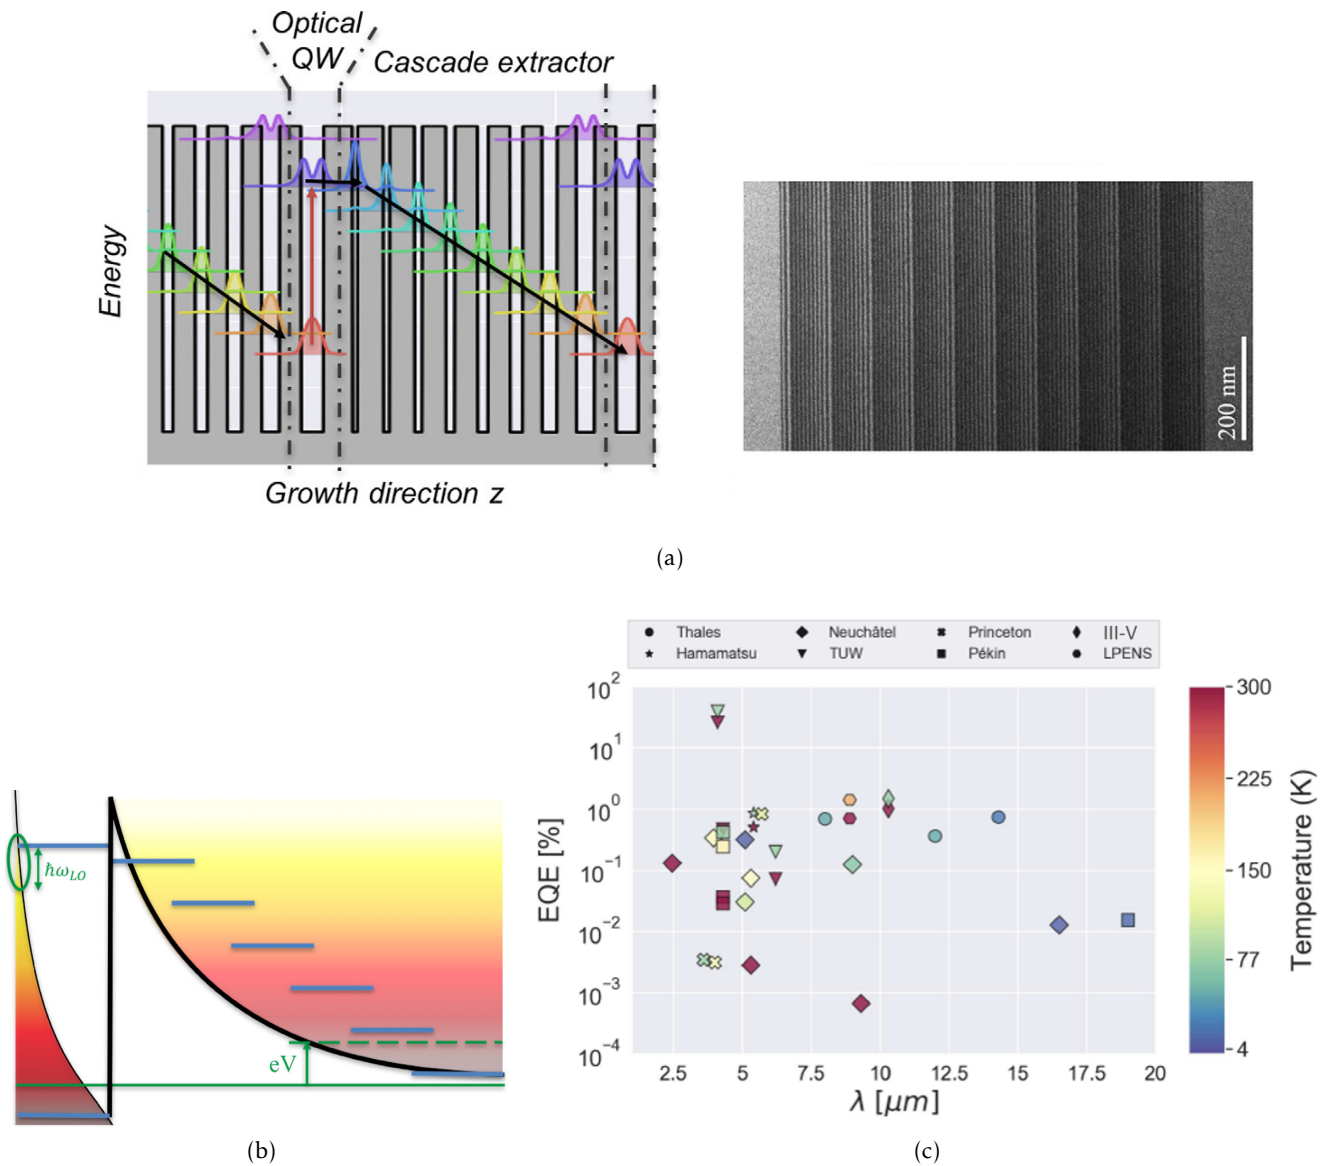 Optical
QW
Cascade extractor
Energy
Growth direction z
200 nm
(a)
ħω_LO
eV
(b)
Thales
Neuchâtel
Princeton
III-V
Hamamatsu
TUW
Pékin
LPENS
EQE [%]
10^2
10^1
10^0
10^−1
10^−2
10^−3
10^−4
2.5 5 7.5 10 12.5 15 17.5 20
λ [μm]
300
225
150
77
4
Temperature (K)
(c)